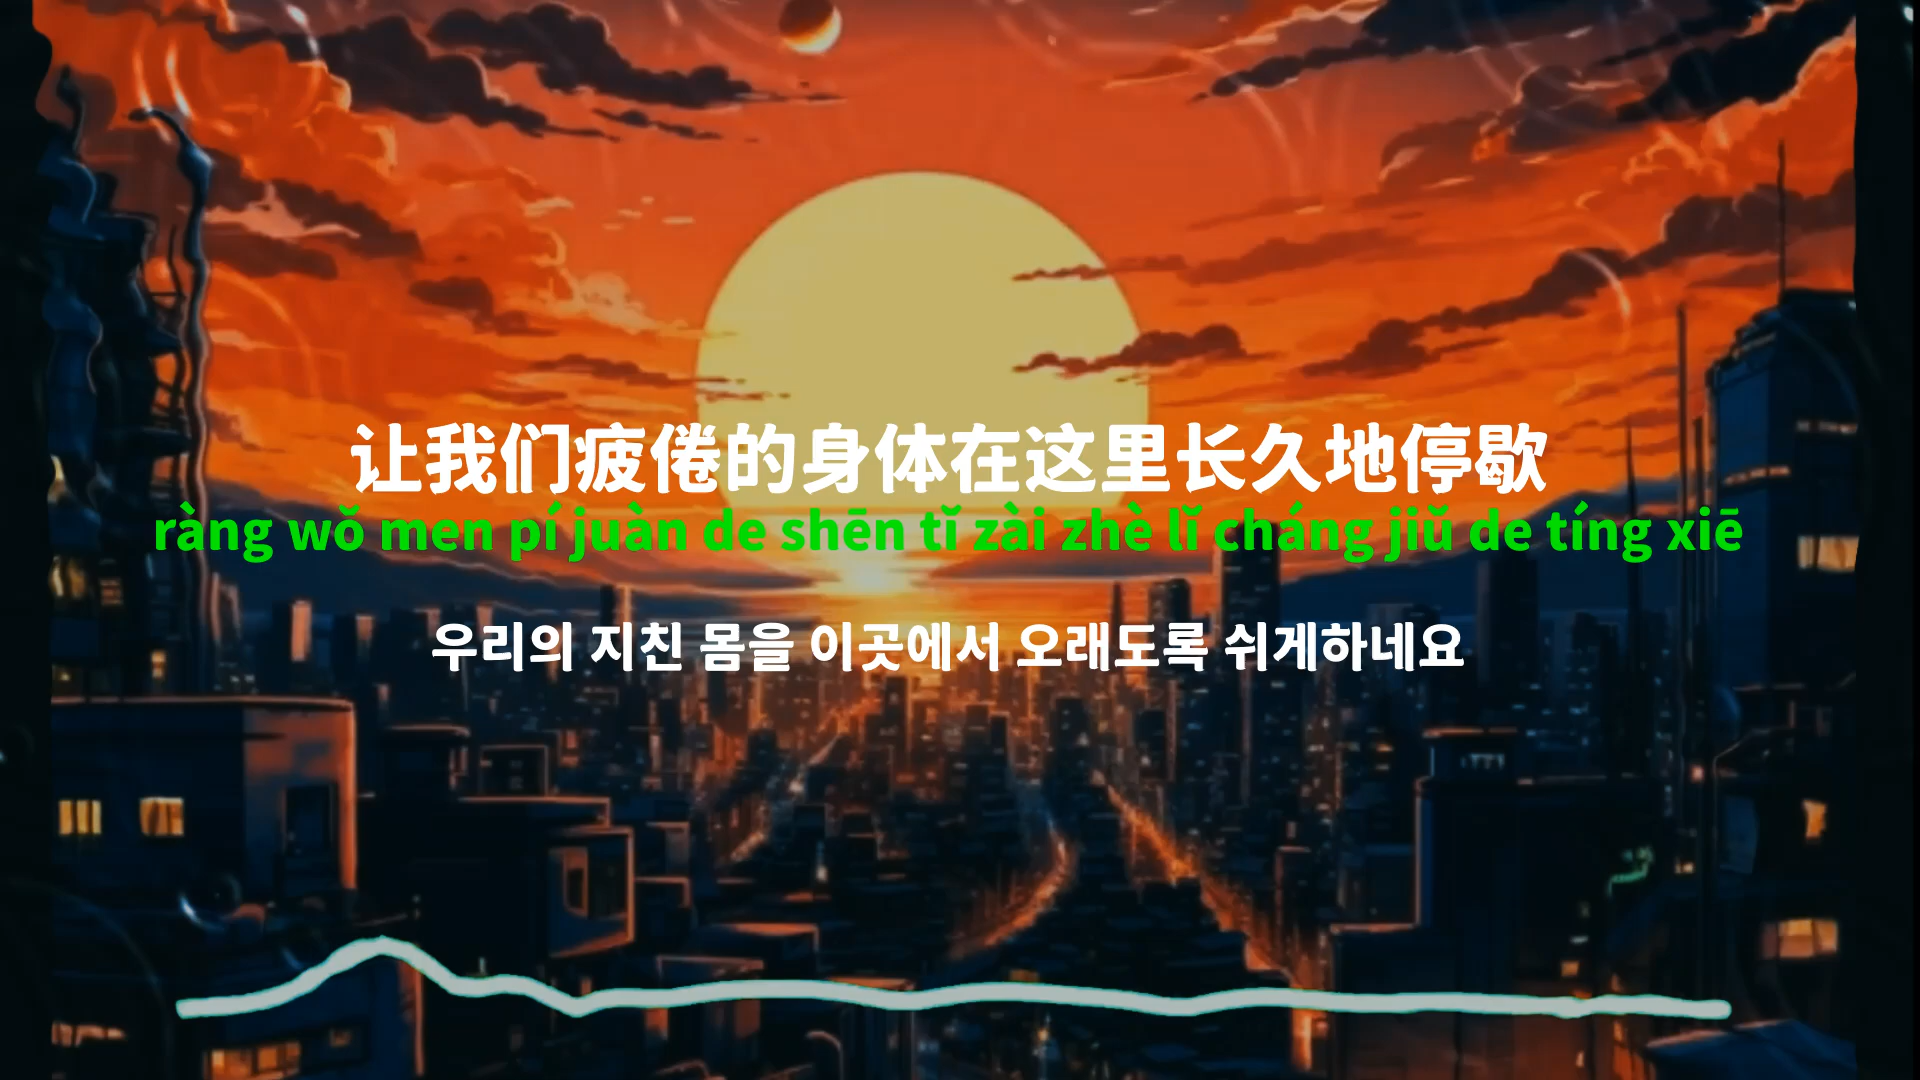 让我们疲倦的身体在这里长久地停歇
ràng wǒ men pí juàn de shēn tǐ zài zhè lǐ cháng jiǔ de tíng xiē
우리의 지친 몸을 이곳에서 오래도록 쉬게하네요